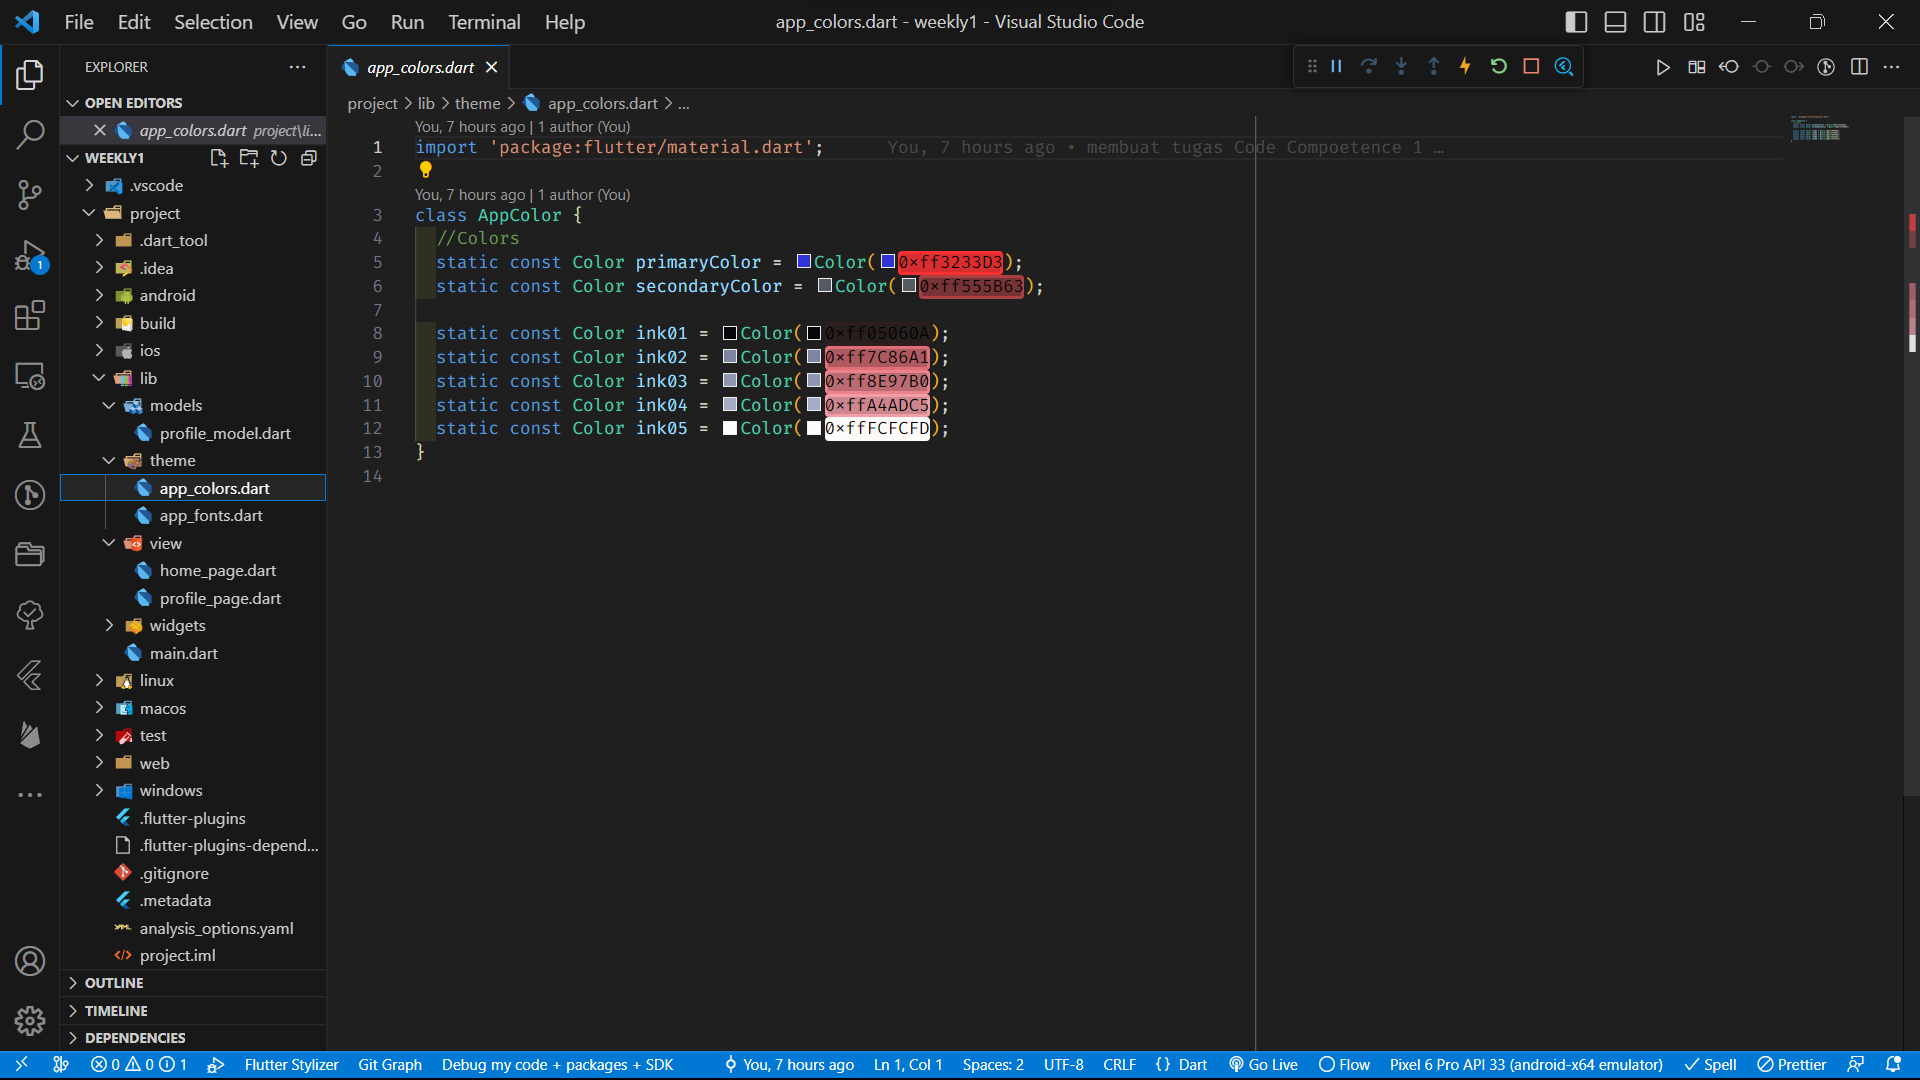 File Edit Selection View Go Run Terminal Help
app_colors.dart - weekly1 - Visual Studio Code
EXPLORER
OPEN EDITORS
app_colors.dart project\li...
WEEKLY1
.vscode
project
.dart_tool
.idea
android
build
ios
lib
models
profile_model.dart
theme
app_colors.dart
app_fonts.dart
view
home_page.dart
profile_page.dart
widgets
main.dart
linux
macos
test
web
windows
.flutter-plugins
.flutter-plugins-depend...
.gitignore
.metadata
analysis_options.yaml
project.iml
OUTLINE
TIMELINE
DEPENDENCIES
1
app_colors.dart
project > lib > theme > app_colors.dart > ...
You, 7 hours ago | 1 author (You)
1 import 'package:flutter/material.dart'; You, 7 hours ago • membuat tugas Code Compoetence 1 …
2
You, 7 hours ago | 1 author (You)
3 class AppColor {
4 //Colors
5 static const Color primaryColor = Color(0xff3233D3);
6 static const Color secondaryColor = Color(0xff555B63);
7
8 static const Color ink01 = Color(0xff05060A);
9 static const Color ink02 = Color(0xff7C86A1);
10 static const Color ink03 = Color(0xff8E97B0);
11 static const Color ink04 = Color(0xffA4ADC5);
12 static const Color ink05 = Color(0xffFCFCFD);
13 }
14
0 0 1 Flutter Stylizer Git Graph Debug my code + packages + SDK You, 7 hours ago Ln 1, Col 1 Spaces: 2 UTF-8 CRLF {} Dart Go Live Flow Pixel 6 Pro API 33 (android-x64 emulator) Spell Prettier